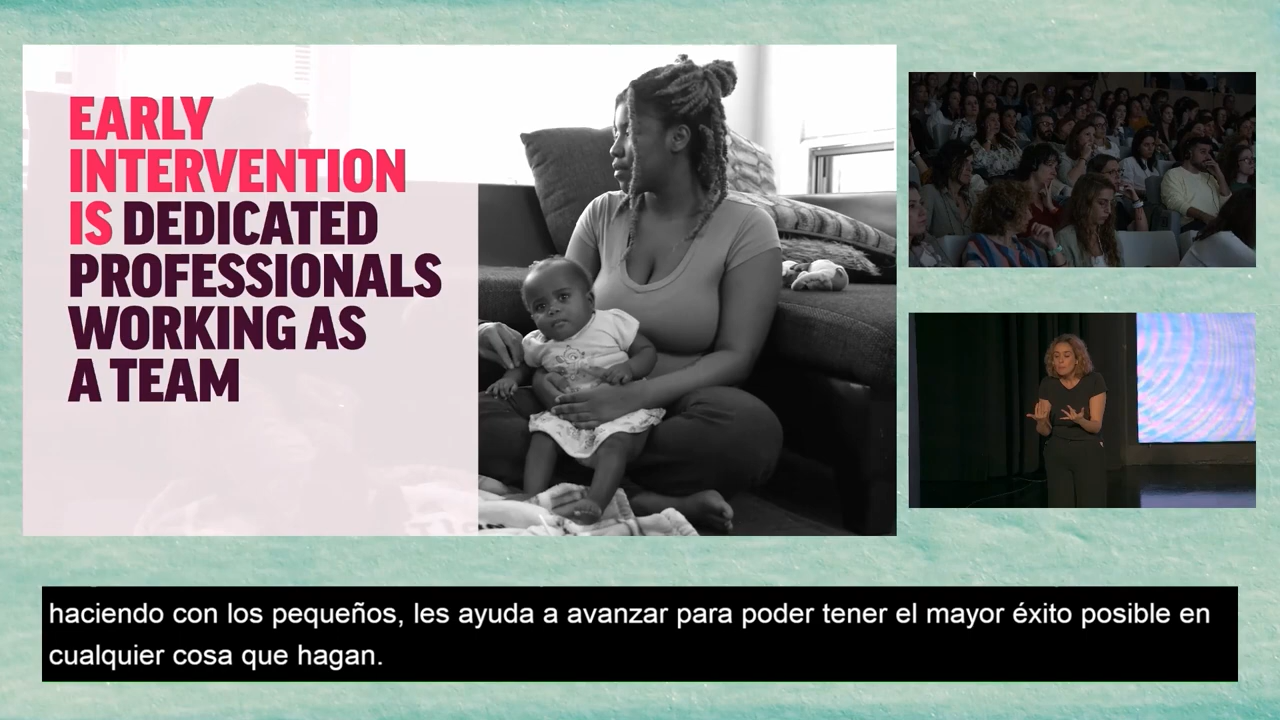 EARLY
INTERVENTION
IS DEDICATED
PROFESSIONALS
WORKING AS
A TEAM
haciendo con los pequeños, les ayuda a avanzar para poder tener el mayor éxito posible en
cualquier cosa que hagan.